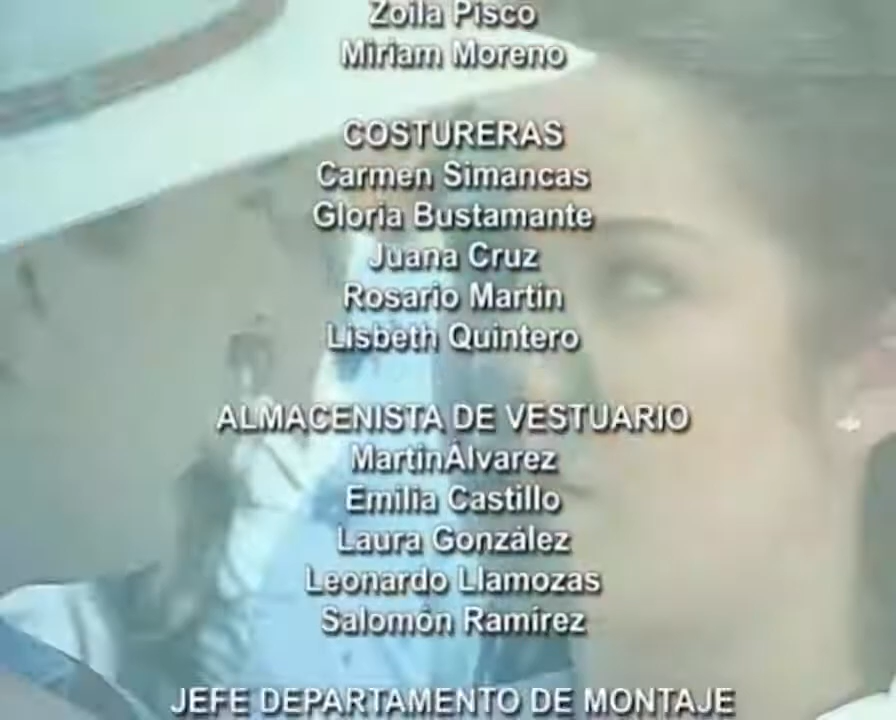 Zoila Pisco
Miriam Moreno
COSTURERAS
Carmen Simancas
Gloria Bustamante
Juana Cruz
Rosario Martin
Lisbeth Quintero
ALMACENISTA DE VESTUARIO
MartinÁlvarez
Emilia Castillo
Laura González
Leonardo Llamozas
Salomón Ramírez
JEFE DEPARTAMENTO DE MONTAJE